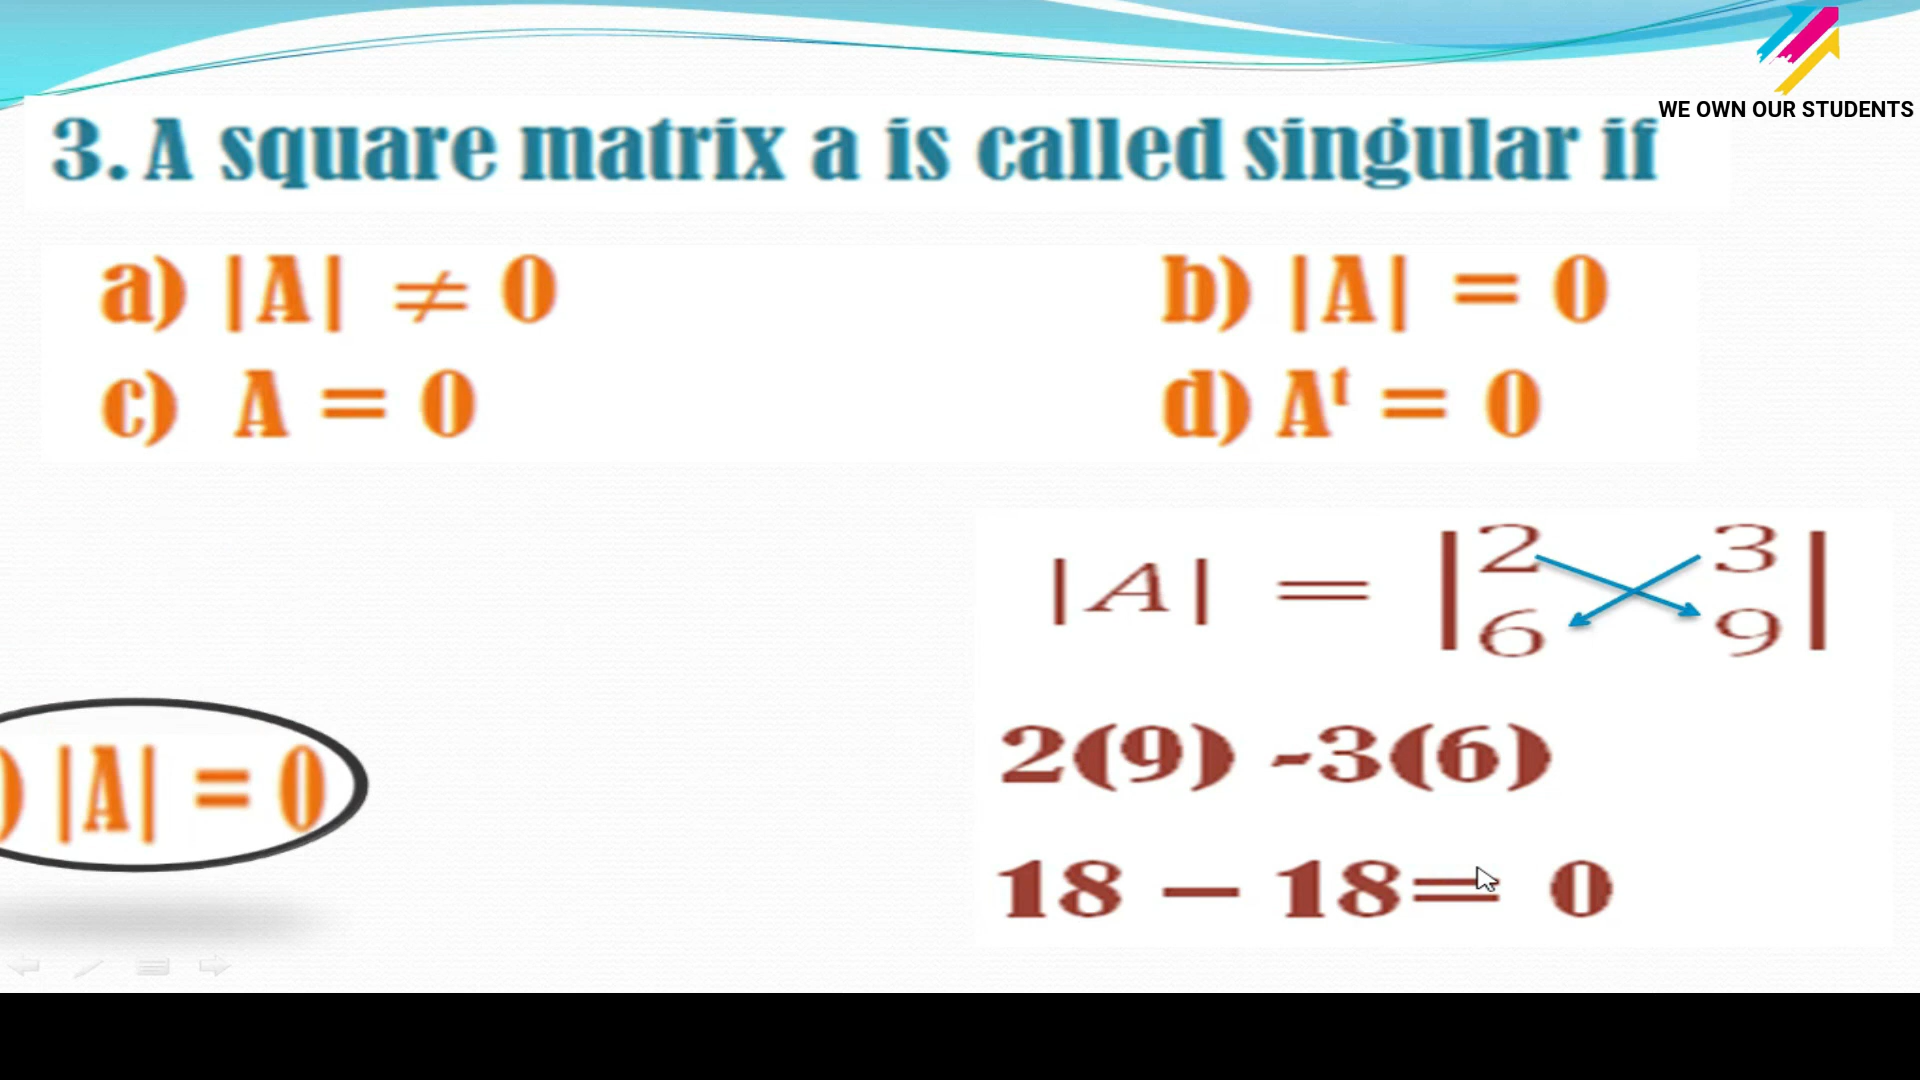 WE OWN OUR STUDENTS
3. A square matrix a is called singular if
a) |A| ≠ 0
b) |A| = 0
c) A = 0
d) Aᵗ = 0
|A| = |2 3|
|6 9|
2(9) -3(6)
18 – 18= 0
) |A| = 0